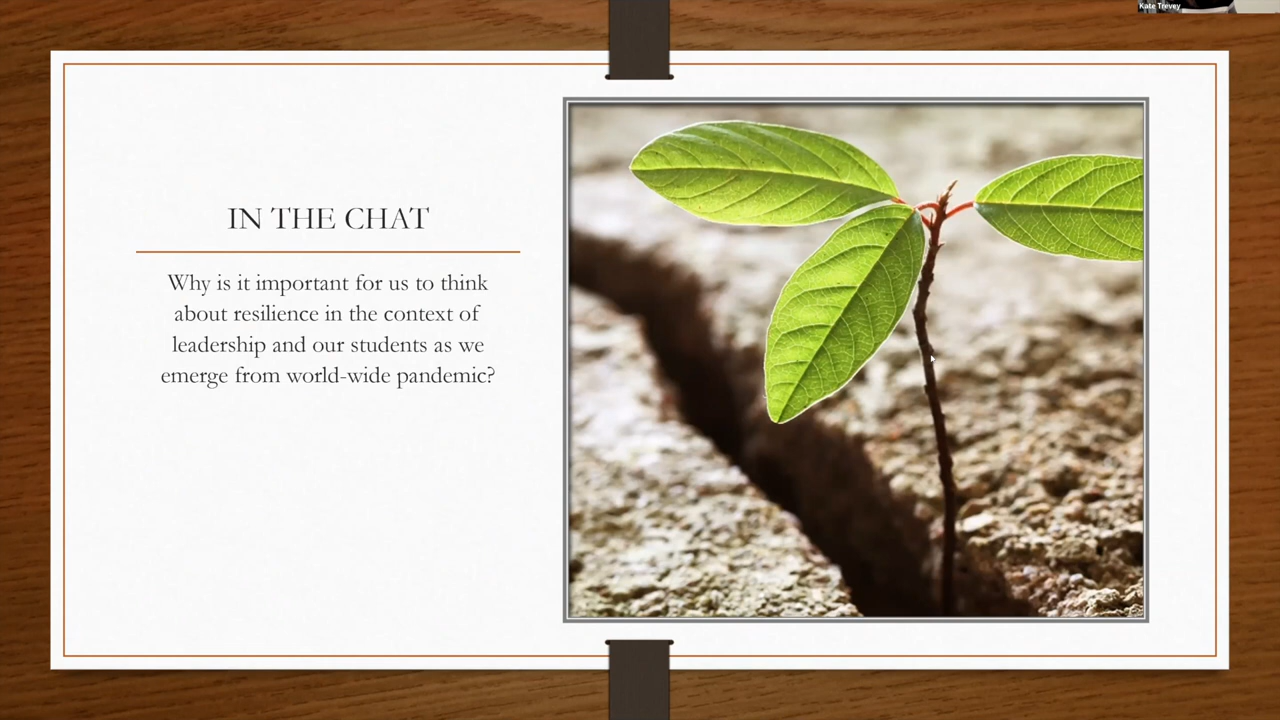 Kate Trevey
IN THE CHAT
Why is it important for us to think
about resilience in the context of
leadership and our students as we
emerge from world-wide pandemic?